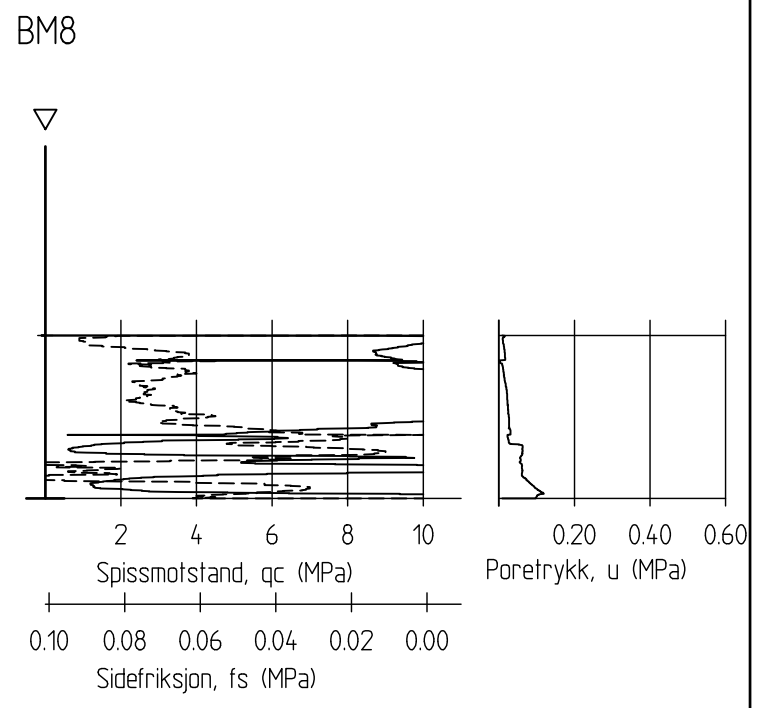 BM8
2 4 6 8 10
Spissmotstand, qc (MPa)
0.10 0.08 0.06 0.04 0.02 0.00
Sidefriksjon, fs (MPa)
0.20 0.40 0.60
Poretrykk, u (MPa)